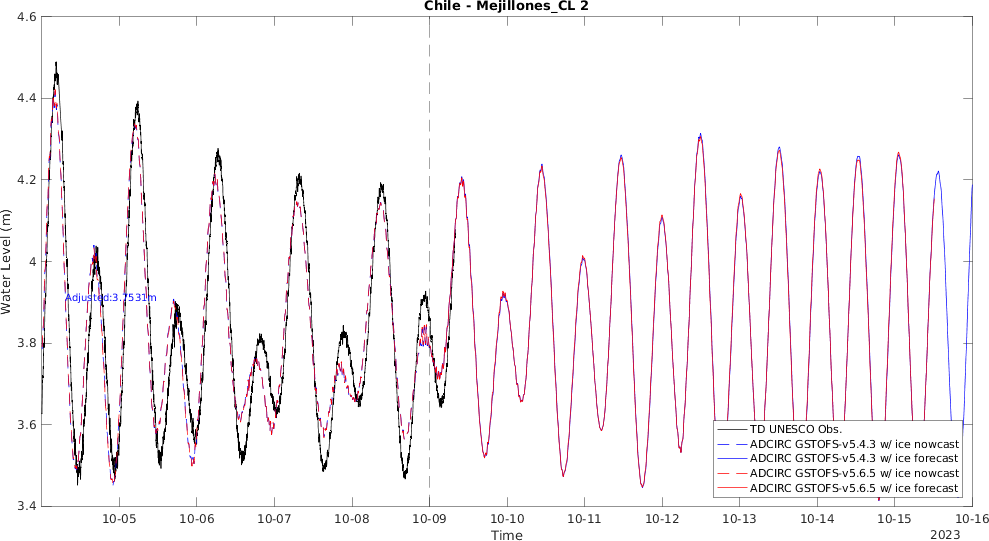 Chile - Mejillones_CL 2
4.6
4.4
4.2
4
3.8
3.6
3.4
Water Level (m)
Adjusted:3.7531m
TD UNESCO Obs.
ADCIRC GSTOFS-v5.4.3 w/ ice nowcast
ADCIRC GSTOFS-v5.4.3 w/ ice forecast
ADCIRC GSTOFS-v5.6.5 w/ ice nowcast
ADCIRC GSTOFS-v5.6.5 w/ ice forecast
10-05 10-06 10-07 10-08 10-09 10-10 10-11 10-12 10-13 10-14 10-15 10-16
Time
2023